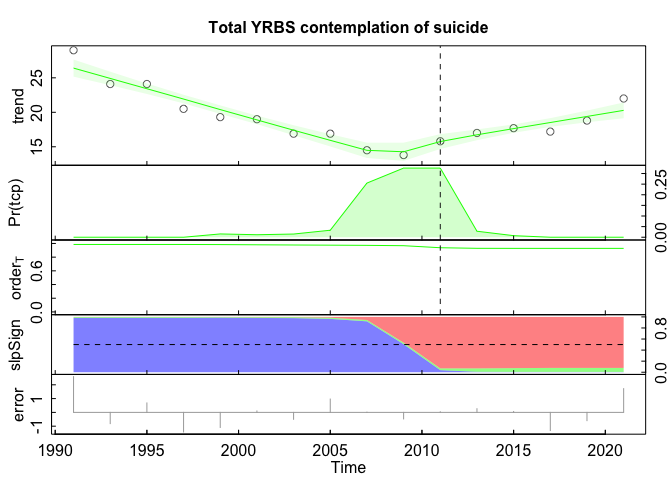 Total YRBS contemplation of suicide
trend
15 20 25
Pr(tcp)
0.00 0.25
orderT
0.0 0.6
slpSign
0.0 0.8
error
-1 1
1990 1995 2000 2005 2010 2015 2020
Time